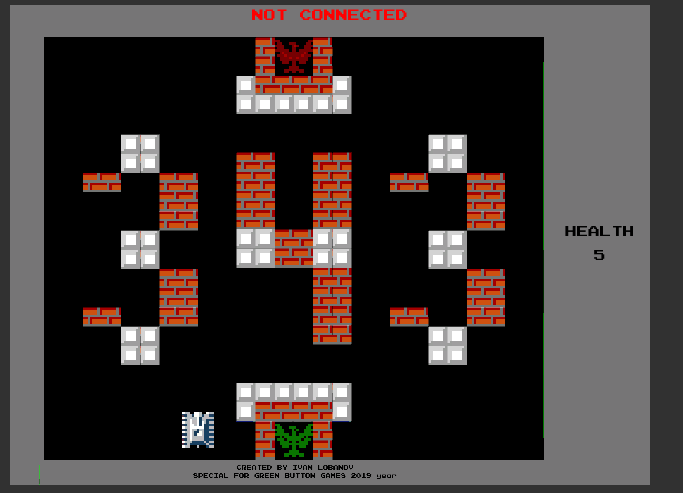 NOT CONNECTED
HEALTH
5
CREATED BY IVAN LOBANOV
SPECIAL FOR GREEN BUTTON GAMES 2019 year